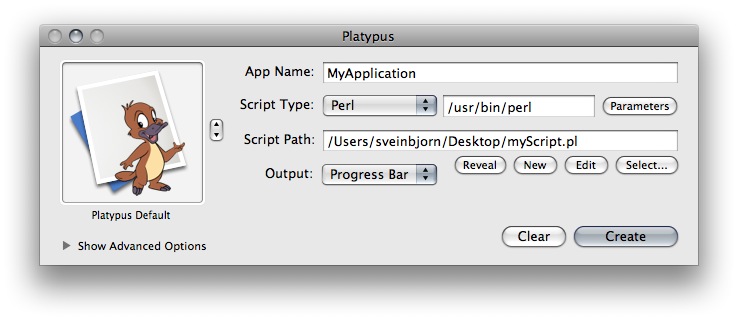 Platypus
App Name: MyApplication
Script Type: Perl /usr/bin/perl Parameters
Script Path: /Users/sveinbjorn/Desktop/myScript.pl
Reveal New Edit Select...
Output: Progress Bar
Platypus Default
Show Advanced Options
Clear Create